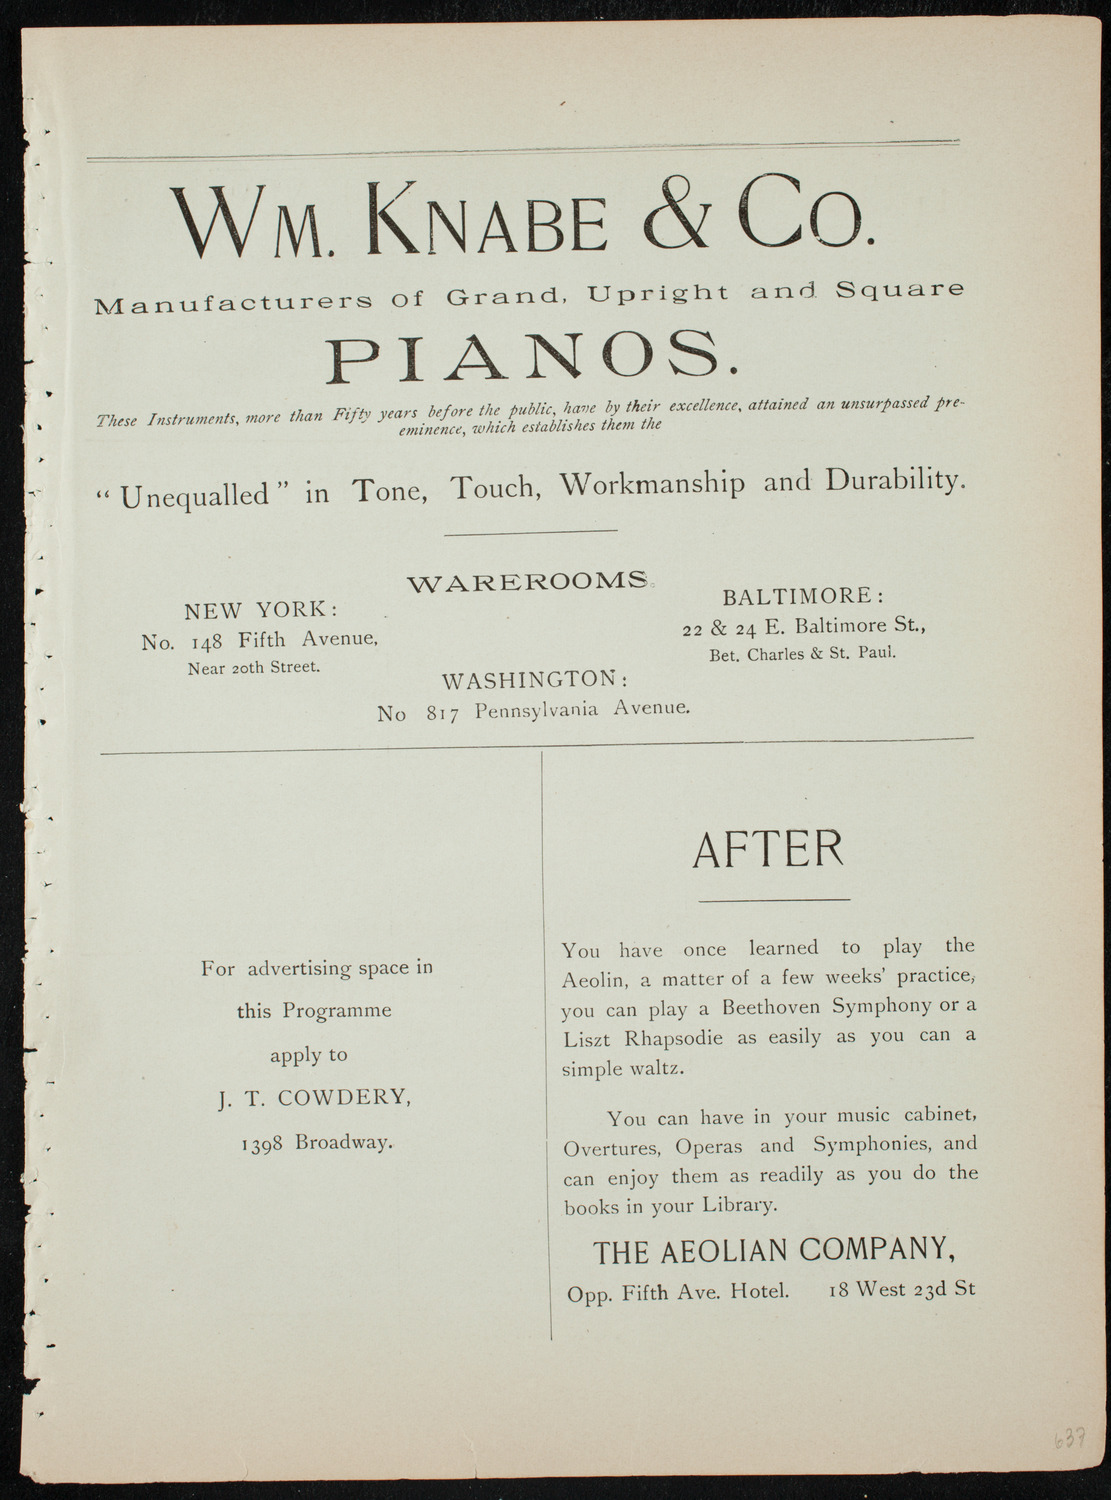 WM. KNABE & CO.
Manufacturers of Grand, Upright and Square
PIANOS.
These Instruments, more than Fifty years before the public, have by their excellence, attained an unsurpassed pre-
eminence, which establishes them the
“Unequalled” in Tone, Touch, Workmanship and Durability.
WAREROOMS.
NEW YORK:
No. 148 Fifth Avenue,
Near 20th Street.
BALTIMORE:
22 & 24 E. Baltimore St.,
Bet. Charles & St. Paul.
WASHINGTON:
No 817 Pennsylvania Avenue.
For advertising space in
this Programme
apply to
J. T. COWDERY,
1398 Broadway.
AFTER
You have once learned to play the
Aeolin, a matter of a few weeks’ practice,
you can play a Beethoven Symphony or a
Liszt Rhapsodie as easily as you can a
simple waltz.
You can have in your music cabinet,
Overtures, Operas and Symphonies, and
can enjoy them as readily as you do the
books in your Library.
THE AEOLIAN COMPANY,
Opp. Fifth Ave. Hotel. 18 West 23d St
637